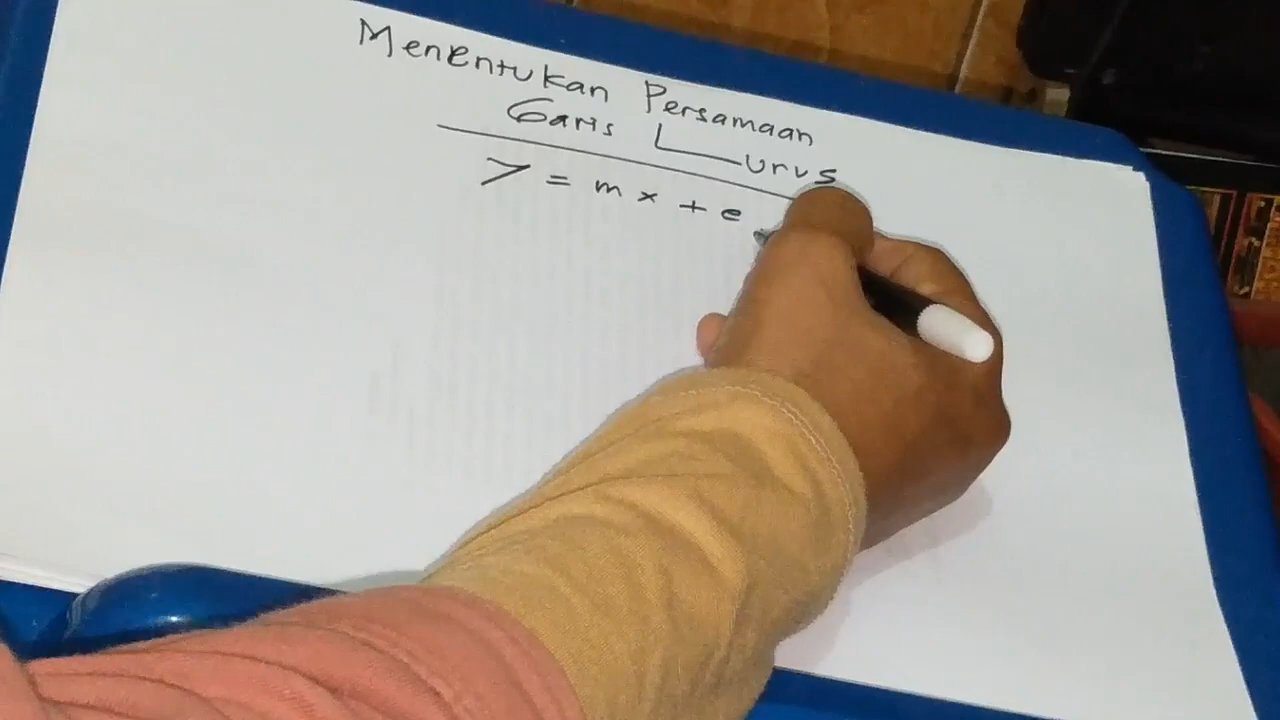 Menentukan Persamaan
Garis Lurus
y = mx + c